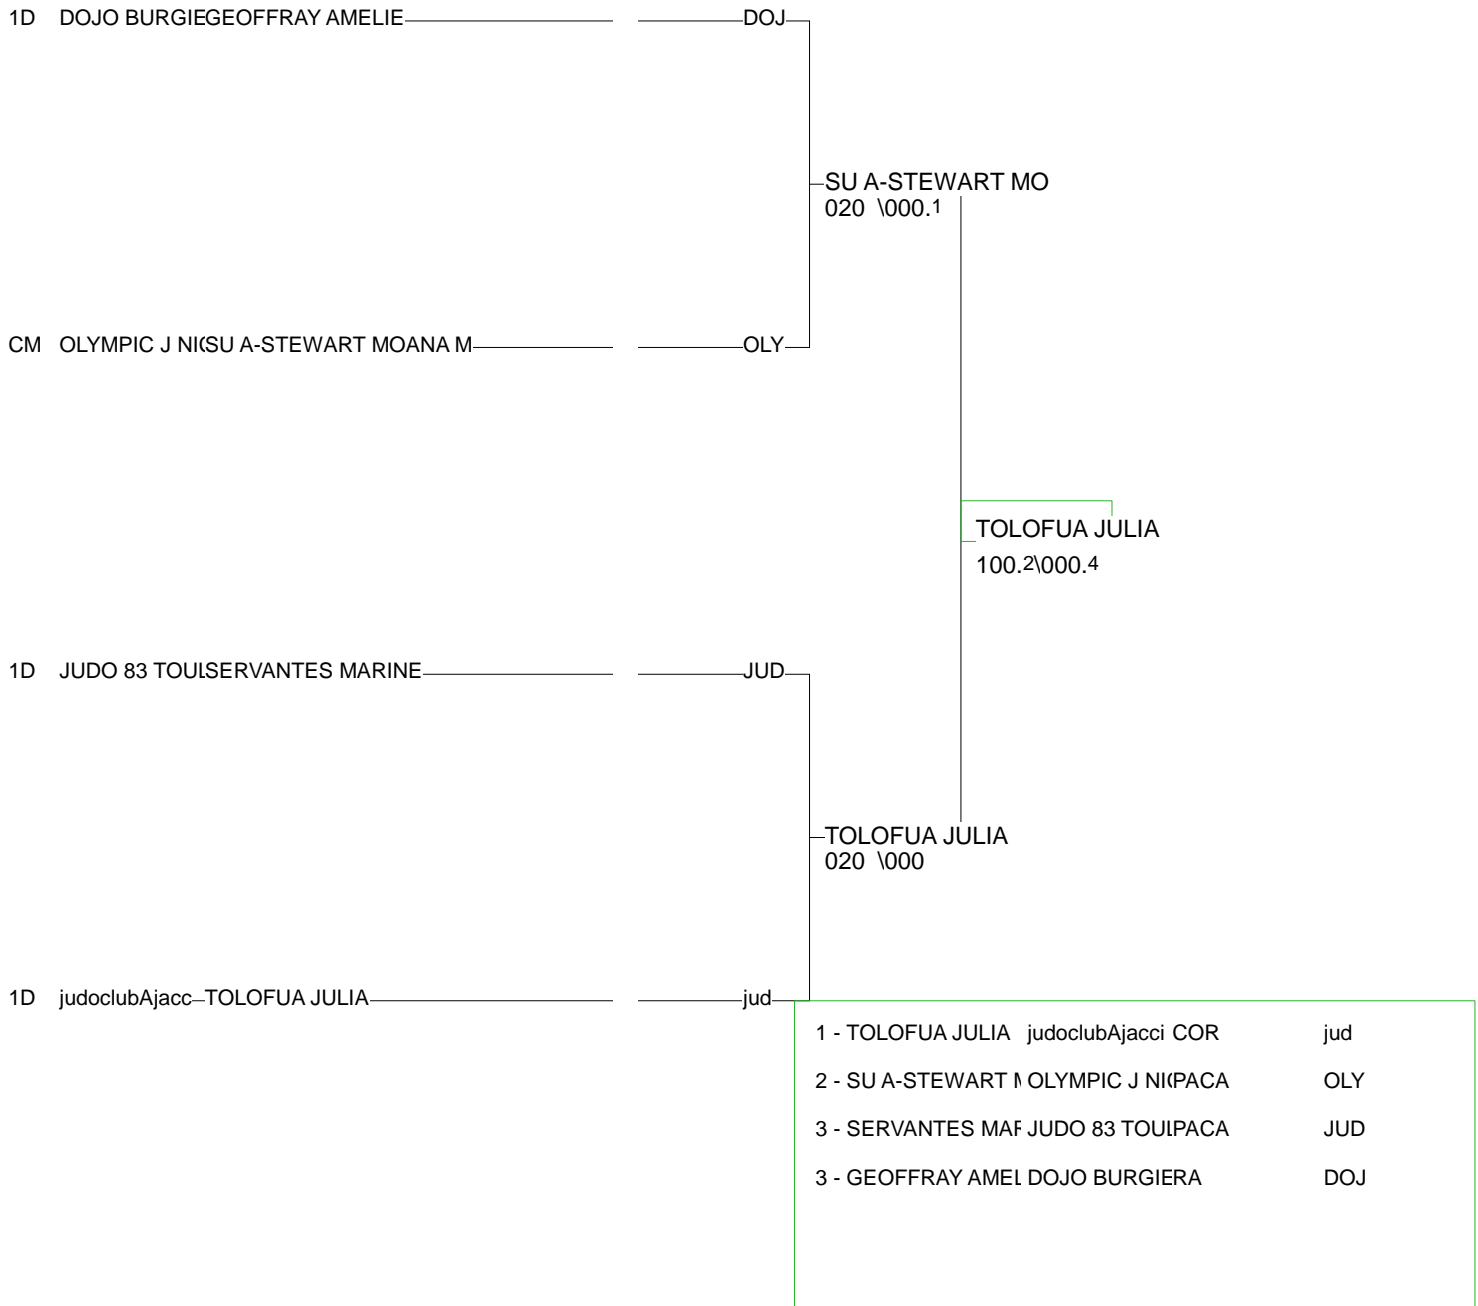 1D DOJO BURGIEGEOFFRAY AMELIE DOJ
SU A-STEWART MO
020 \000.1
CM OLYMPIC J NI(SU A-STEWART MOANA M OLY
TOLOFUA JULIA
100.2\000.4
1D JUDO 83 TOULSERVANTES MARINE JUD
TOLOFUA JULIA
020 \000
1D judoclubAjacc TOLOFUA JULIA jud
1 - TOLOFUA JULIA judoclubAjacci COR jud
2 - SU A-STEWART M OLYMPIC J NI(PACA OLY
3 - SERVANTES MAR JUDO 83 TOULPACA JUD
3 - GEOFFRAY AMEL DOJO BURGIERA DOJ